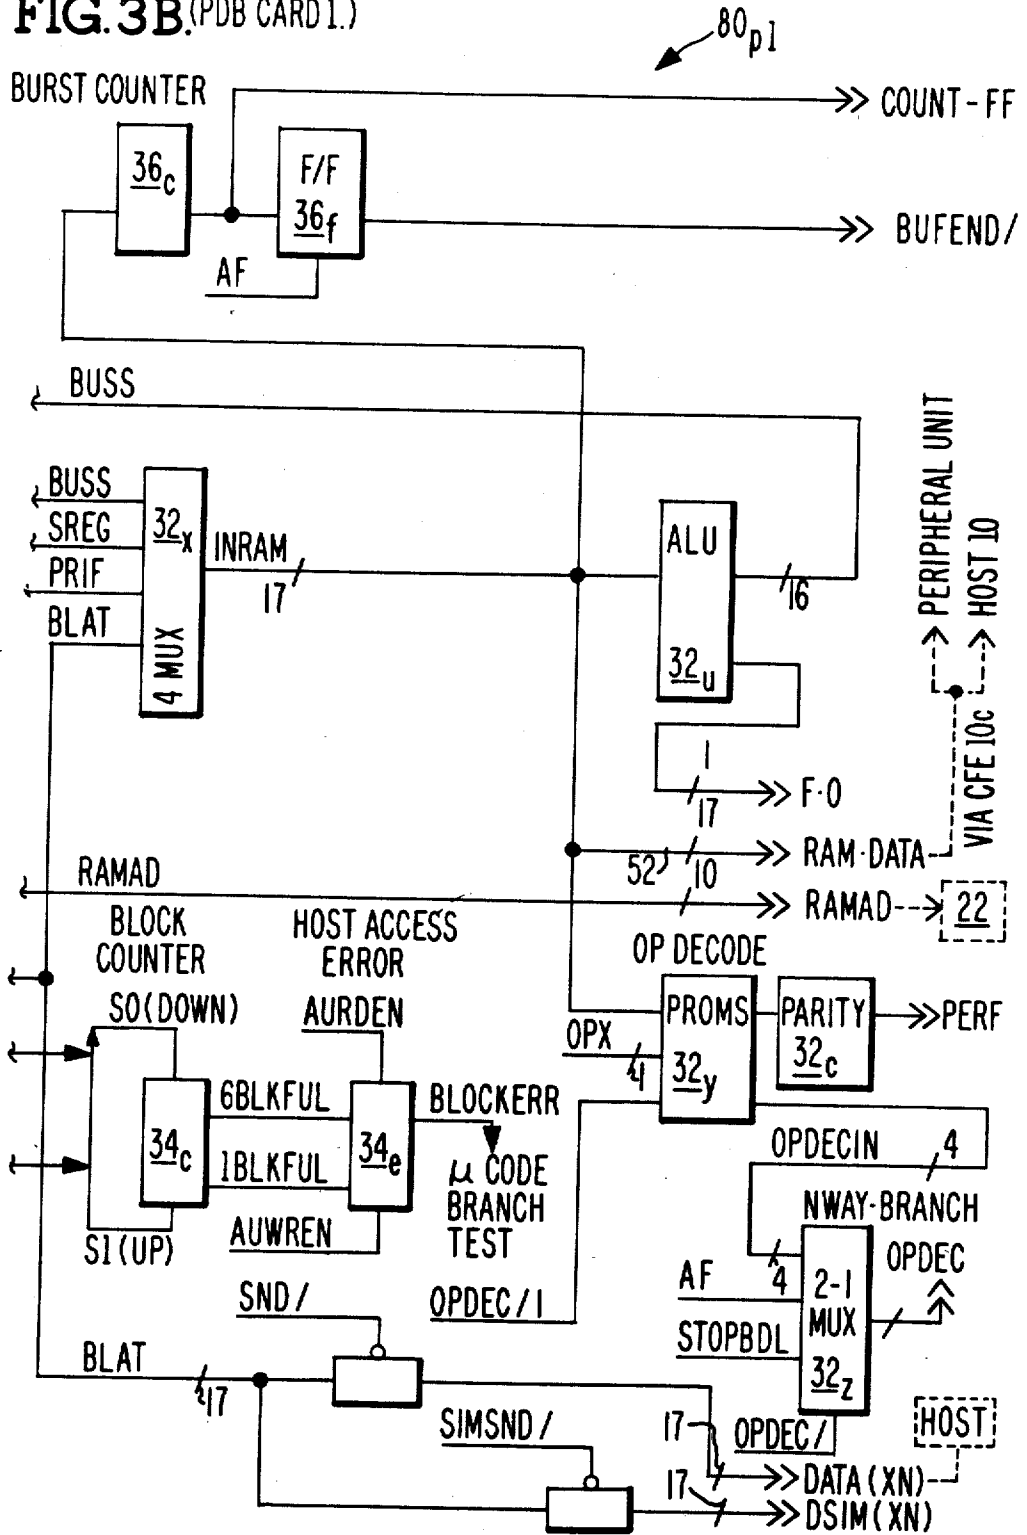 FIG. 3B. (PDB CARD 1.)
80p1
BURST COUNTER
COUNT-FF
36c
F/F
36f
BUFEND/
AF
BUSS
BUSS
SREG
PRIF
BLAT
32x
4 MUX
INRAM
17
ALU
32u
16
PERIPHERAL UNIT
HOST 10
VIA CFE 10c
1
F·O
17
RAM·DATA
52
10
RAMAD
RAMAD
22
BLOCK
COUNTER
HOST ACCESS
ERROR
OP DECODE
SO(DOWN)
AURDEN
PROMS
32y
PARITY
32c
PERF
OPX
4
6BLKFUL
BLOCKERR
34c
34e
1BLKFUL
μ CODE
BRANCH
TEST
OPDECIN
4
NWAY-BRANCH
S1(UP)
AUWREN
OPDEC
4
2-1
MUX
32z
AF
SND/
OPDEC/1
STOPBDL
BLAT
17
HOST
SIMSND/
17
OPDEC/
DATA(XN)
17
DSIM(XN)